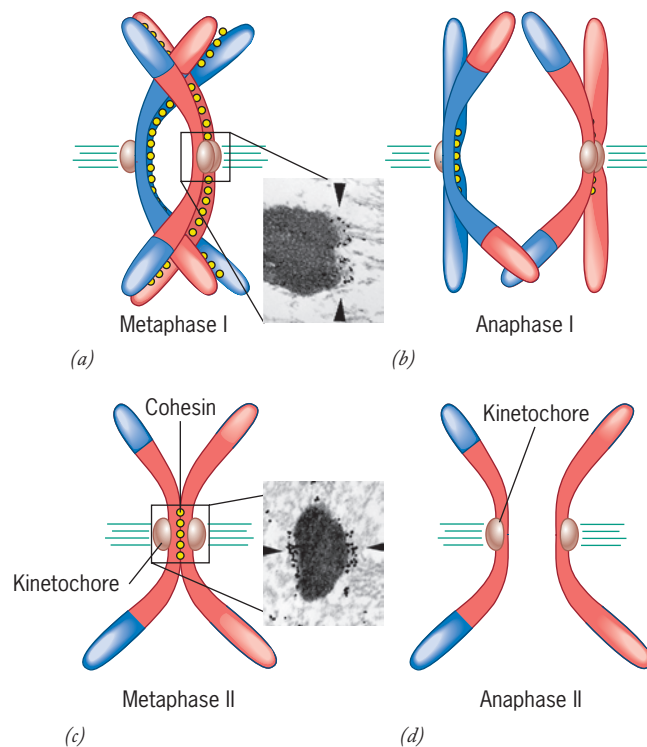 Metaphase I
Anaphase I
(a)
(b)
Cohesin
Kinetochore
Kinetochore
Metaphase II
Anaphase II
(c)
(d)